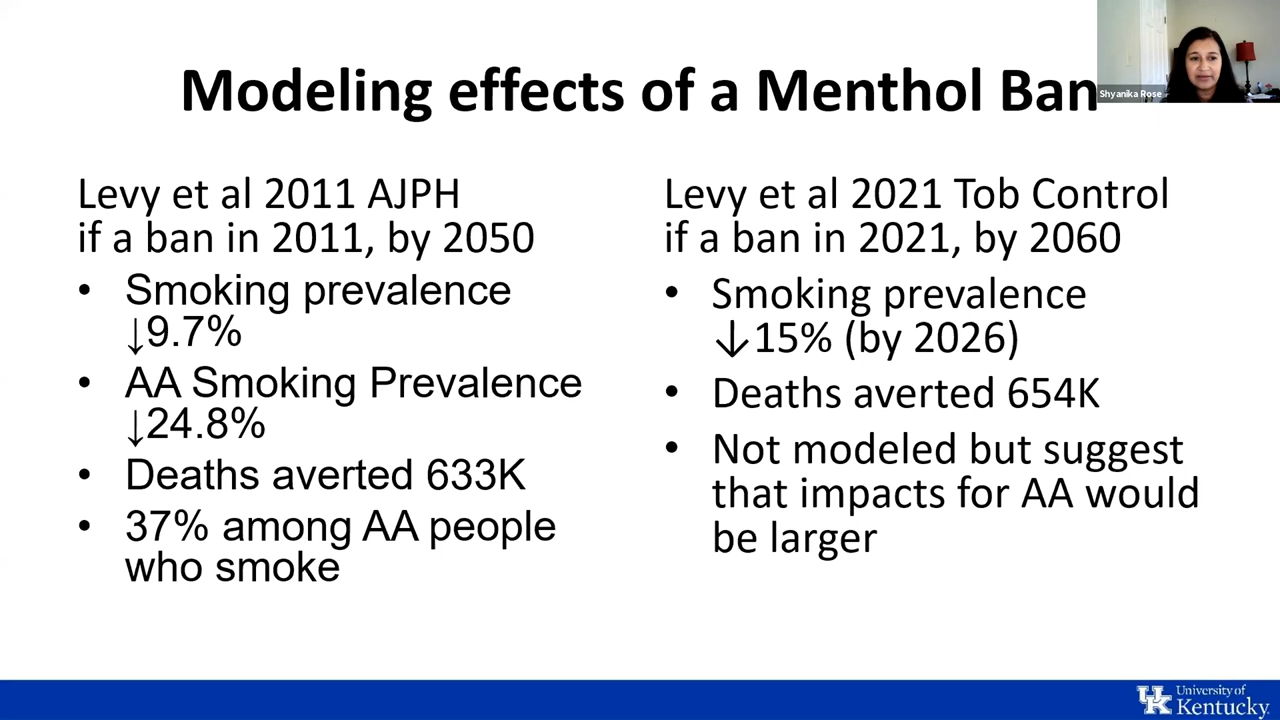 Modeling effects of a Menthol Ban
Shyanika Rose
Levy et al 2011 AJPH
if a ban in 2011, by 2050
• Smoking prevalence
↓9.7%
• AA Smoking Prevalence
↓24.8%
• Deaths averted 633K
• 37% among AA people
who smoke
Levy et al 2021 Tob Control
if a ban in 2021, by 2060
• Smoking prevalence
↓15% (by 2026)
• Deaths averted 654K
• Not modeled but suggest
that impacts for AA would
be larger
UK
University of
Kentucky.